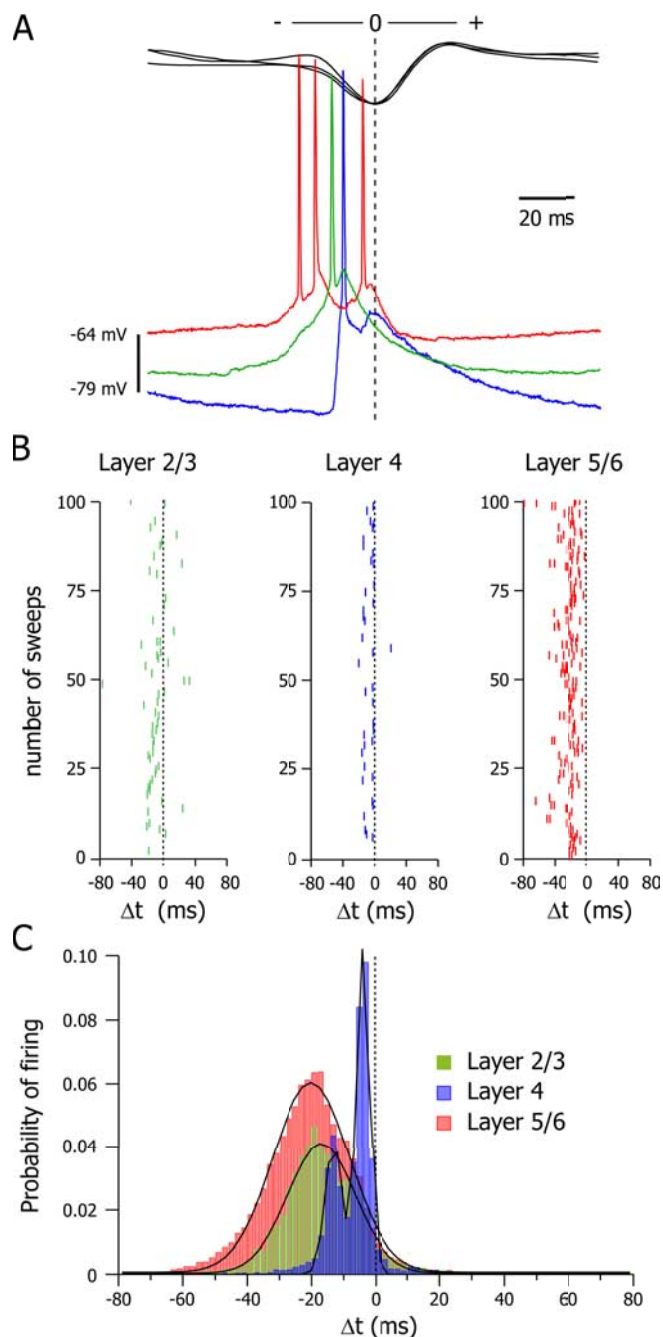 A
- 0 +
20 ms
-64 mV
-79 mV
B
Layer 2/3 Layer 4 Layer 5/6
number of sweeps
100 100 100
75 75 75
50 50 50
25 25 25
0 0 0
-80 -40 0 40 80 -80 -40 0 40 80 -80 -40 0 40 80
Δt (ms) Δt (ms) Δt (ms)
C
Probability of firing
0.10
0.08
0.06
0.04
0.02
0
Layer 2/3
Layer 4
Layer 5/6
-80 -60 -40 -20 0 20 40 60 80
Δt (ms)